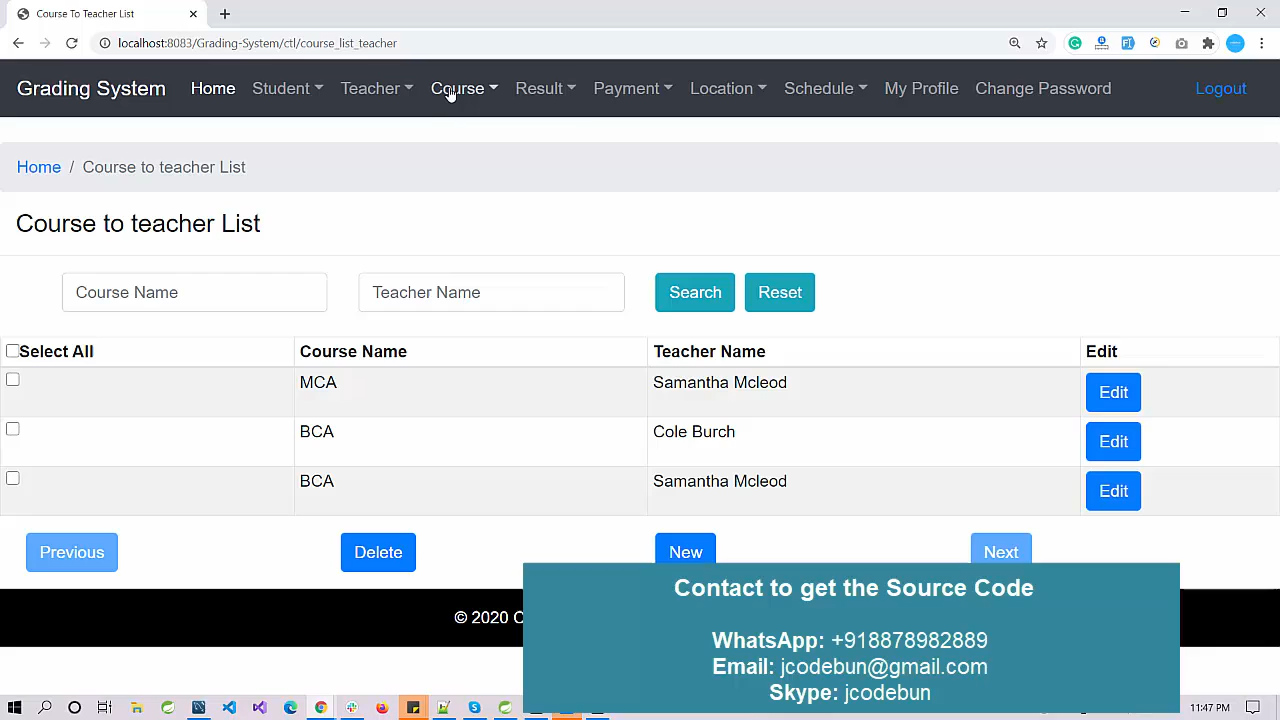 Course To Teacher List
localhost:8083/Grading-System/ctl/course_list_teacher
Grading System Home Student Teacher Course Result Payment Location Schedule My Profile Change Password Logout
Home / Course to teacher List
Course to teacher List
Course Name Teacher Name Search Reset
Select All Course Name Teacher Name Edit
MCA Samantha Mcleod Edit
BCA Cole Burch Edit
BCA Samantha Mcleod Edit
Previous Delete New Next
© 2020 C
Contact to get the Source Code
WhatsApp: +918878982889
Email: jcodebun@gmail.com
Skype: jcodebun
11:47 PM